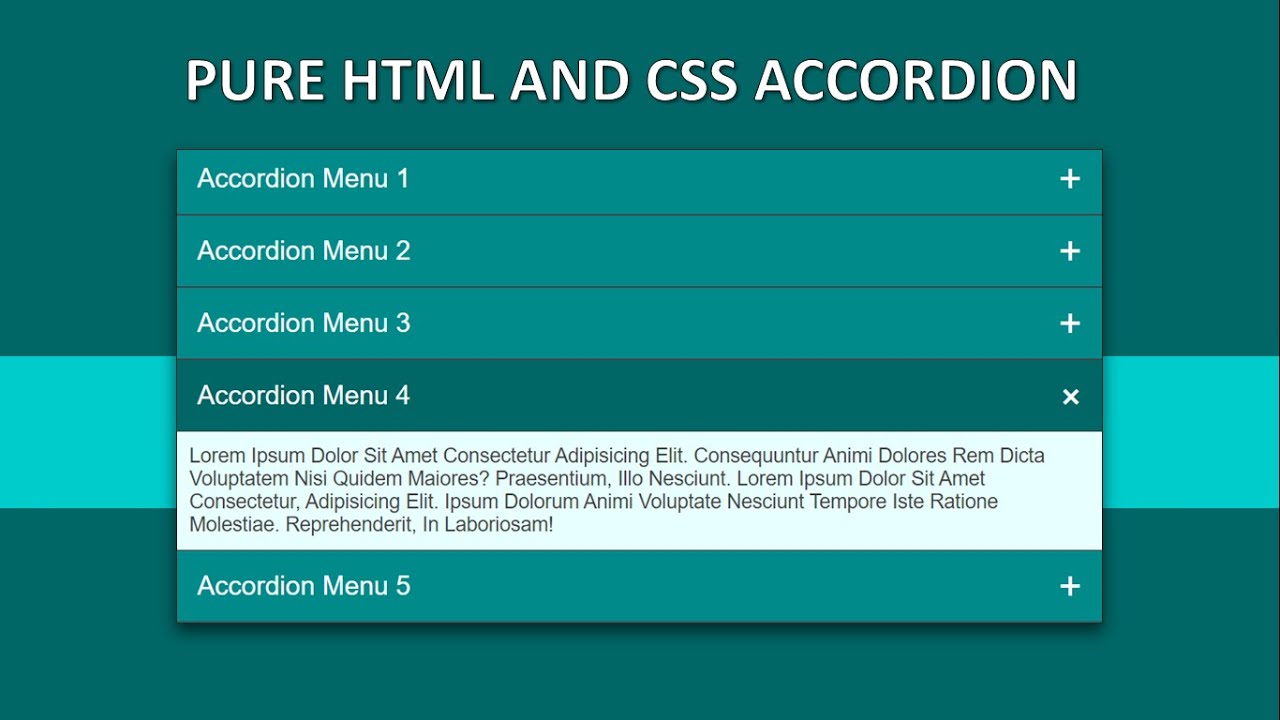 PURE HTML AND CSS ACCORDION
Accordion Menu 1 +
Accordion Menu 2 +
Accordion Menu 3 +
Accordion Menu 4 ×
Lorem Ipsum Dolor Sit Amet Consectetur Adipisicing Elit. Consequuntur Animi Dolores Rem Dicta
Voluptatem Nisi Quidem Maiores? Praesentium, Illo Nesciunt. Lorem Ipsum Dolor Sit Amet
Consectetur, Adipisicing Elit. Ipsum Dolorum Animi Voluptate Nesciunt Tempore Iste Ratione
Molestiae. Reprehenderit, In Laboriosam!
Accordion Menu 5 +